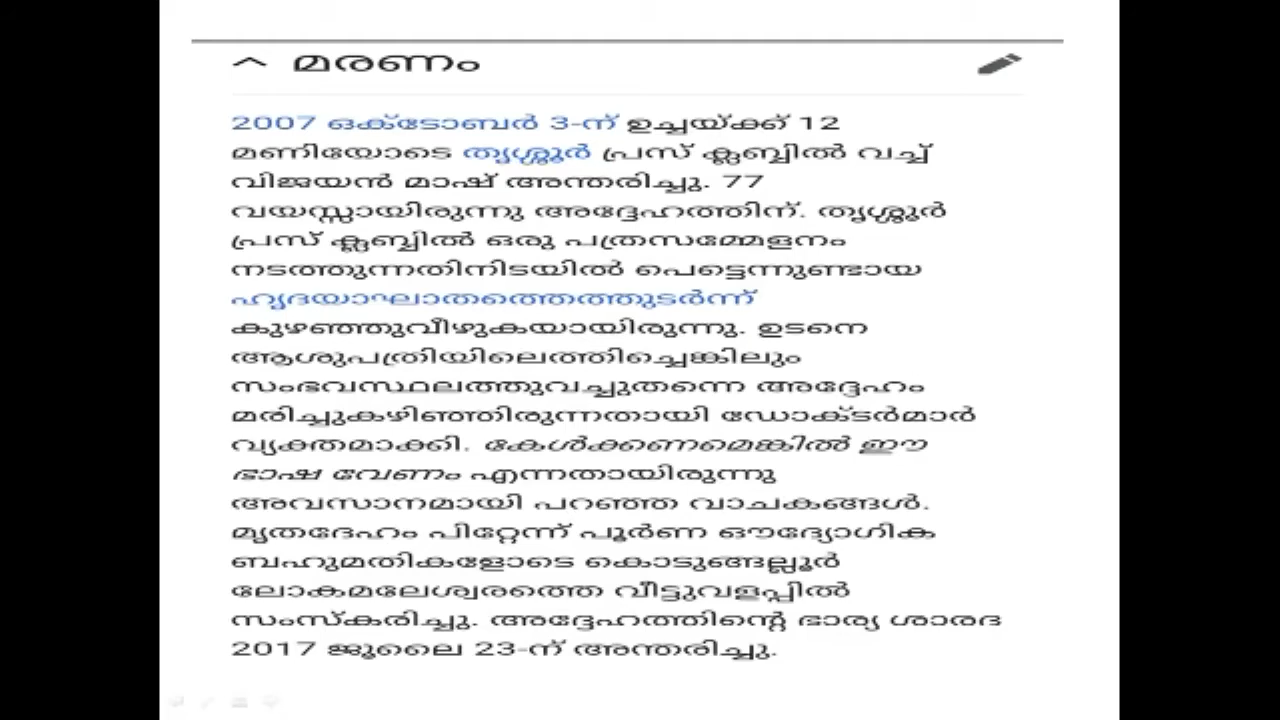 മരണം
2007 ഒക്ടോബർ 3-ന് ഉച്ചയ്ക്ക് 12
മണിയോടെ തൃശ്ശൂർ പ്രസ് ക്ലബ്ബിൽ വച്ച്
വിജയൻ മാഷ് അന്തരിച്ചു. 77
വയസ്സായിരുന്നു അദ്ദേഹത്തിന്. തൃശ്ശൂർ
പ്രസ് ക്ലബ്ബിൽ ഒരു പത്രസമ്മേളനം
നടത്തുന്നതിനിടയിൽ പെട്ടെന്നുണ്ടായ
ഹൃദയാഘാതത്തെത്തുടർന്ന്
കുഴഞ്ഞുവീഴുകയായിരുന്നു. ഉടനെ
ആശുപത്രിയിലെത്തിച്ചെങ്കിലും
സംഭവസ്ഥലത്തുവച്ചുതന്നെ അദ്ദേഹം
മരിച്ചുകഴിഞ്ഞിരുന്നതായി ഡോക്ടർമാർ
വ്യക്തമാക്കി. കേൾക്കണമെങ്കിൽ ഈ
ഭാഷ വേണം എന്നതായിരുന്നു
അവസാനമായി പറഞ്ഞ വാചകങ്ങൾ.
മൃതദേഹം പിറ്റേന്ന് പൂർണ ഔദ്യോഗിക
ബഹുമതികളോടെ കൊടുങ്ങല്ലൂർ
ലോകമലേശ്വരത്തെ വീട്ടുവളപ്പിൽ
സംസ്കരിച്ചു. അദ്ദേഹത്തിന്റെ ഭാര്യ ശാരദ
2017 ജൂലൈ 23-ന് അന്തരിച്ചു.